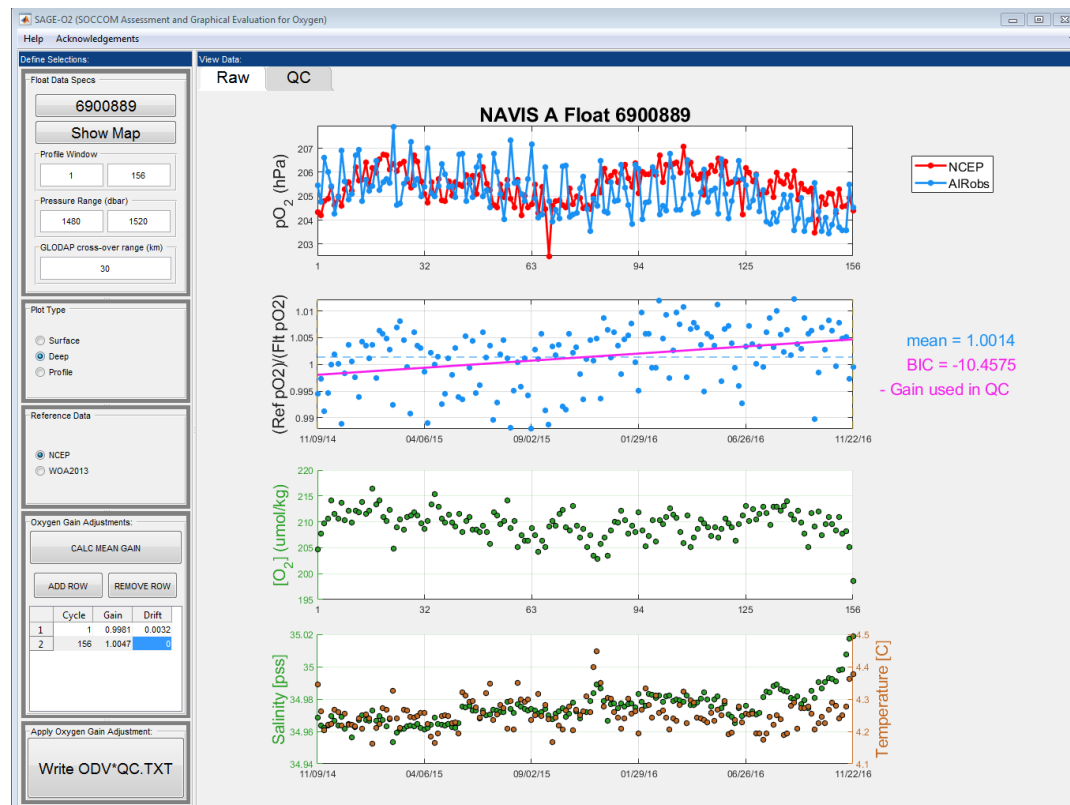 SAGE-O2 (SOCCOM Assessment and Graphical Evaluation for Oxygen)
Help Acknowledgements
Define Selections:
Float Data Specs
6900889
Show Map
Profile Window
1 156
Pressure Range (dbar)
1480 1520
GLODAP cross-over range (km)
30
Plot Type
Surface
Deep
Profile
Reference Data
NCEP
WOA2013
Oxygen Gain Adjustments:
CALC MEAN GAIN
ADD ROW REMOVE ROW
Cycle Gain Drift
1 1 0.9981 0.0032
2 156 1.0047 0
Apply Oxygen Gain Adjustment:
Write ODV*QC.TXT
View Data:
Raw QC
NAVIS A Float 6900889
pO2 (hPa)
207
206
205
204
203
1 32 63 94 125 156
NCEP
AIRobs
(Ref pO2)/(Flt pO2)
1.01
1.005
1
0.995
0.99
11/09/14 04/06/15 09/02/15 01/29/16 06/26/16 11/22/16
mean = 1.0014
BIC = -10.4575
- Gain used in QC
[O2] (umol/kg)
220
215
210
205
200
195
1 32 63 94 125 156
Salinity [pss]
35.02
35
34.98
34.96
34.94
11/09/14 04/06/15 09/02/15 01/29/16 06/26/16 11/22/16
4.5
4.4
4.3
4.2
4.1
Temperature [C]